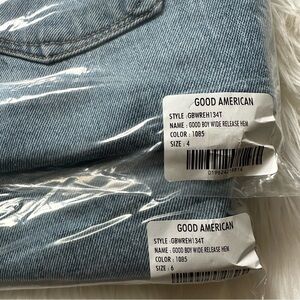 GOOD AMERICAN
STYLE : GBWREH134T
NAME : GOOD BOY WIDE RELEASE HEM
COLOR : 1085
SIZE : 4
GOOD AMERICAN
STYLE : GBWREH134T
NAME : GOOD BOY WIDE RELEASE HEM
COLOR : 1085
SIZE : 6